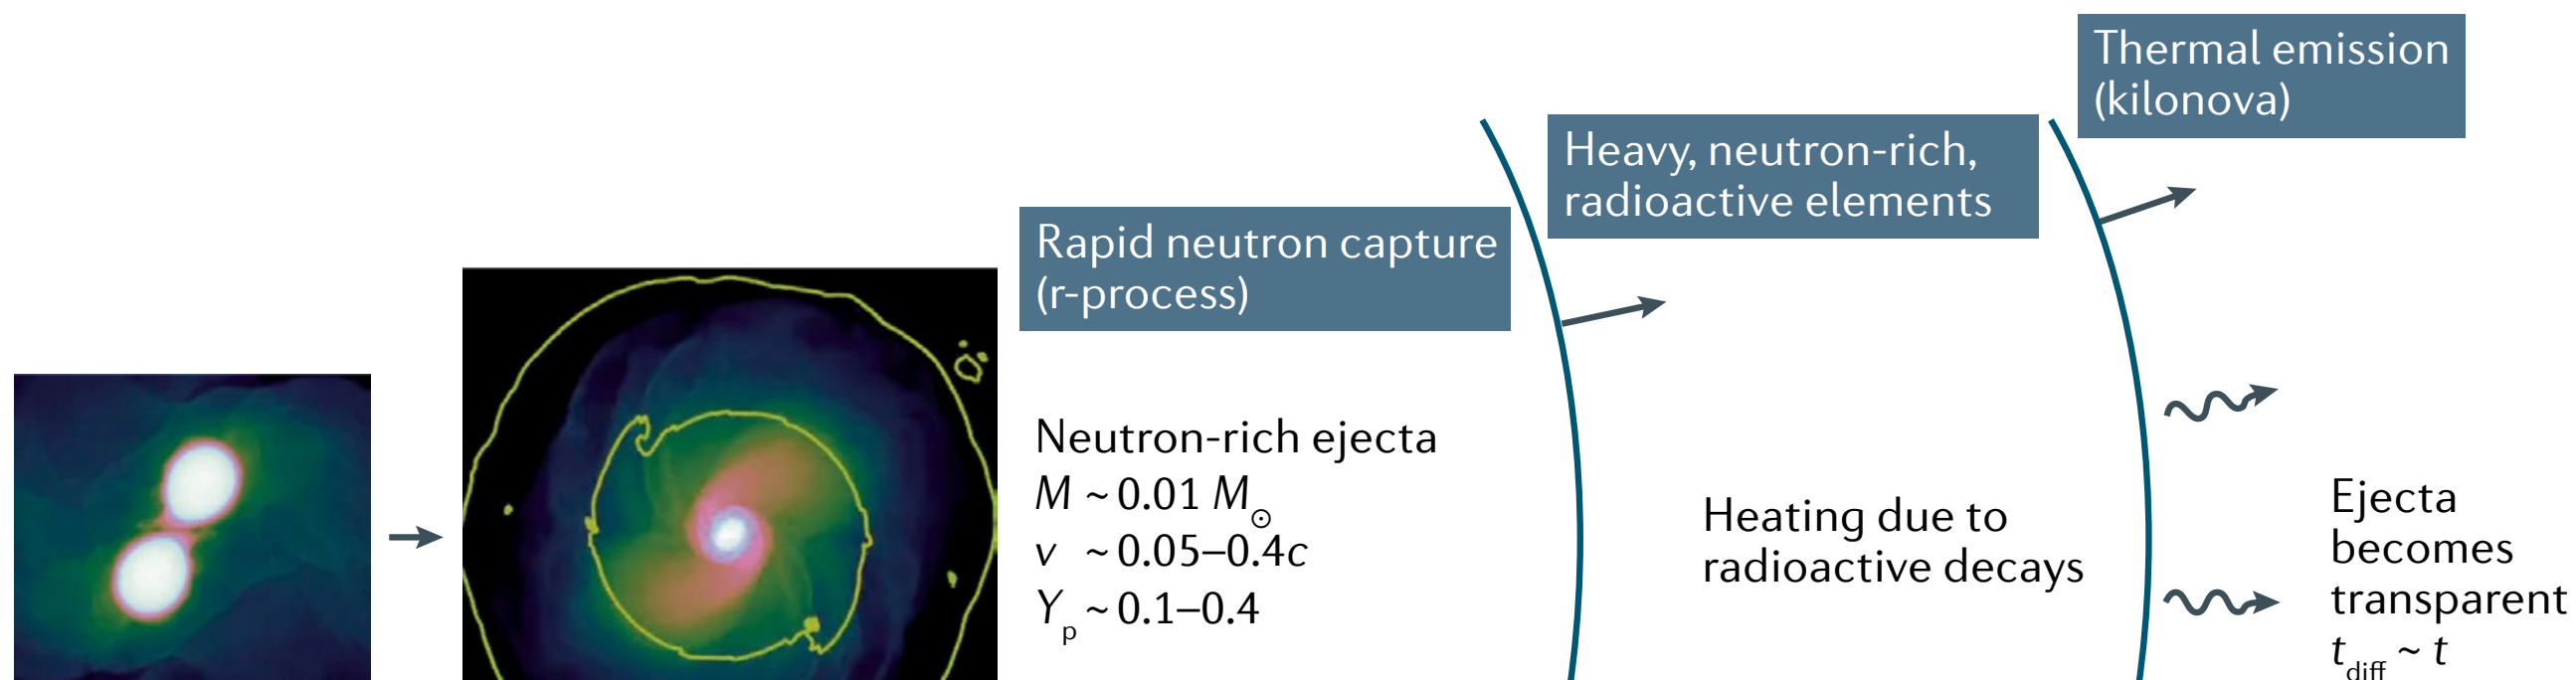 Thermal emission
(kilonova)
Heavy, neutron-rich,
radioactive elements
Rapid neutron capture
(r-process)
Neutron-rich ejecta
M ~ 0.01 M⊙
v ~ 0.05–0.4c
Yp ~ 0.1–0.4
Heating due to
radioactive decays
Ejecta
becomes
transparent
tdiff ~ t